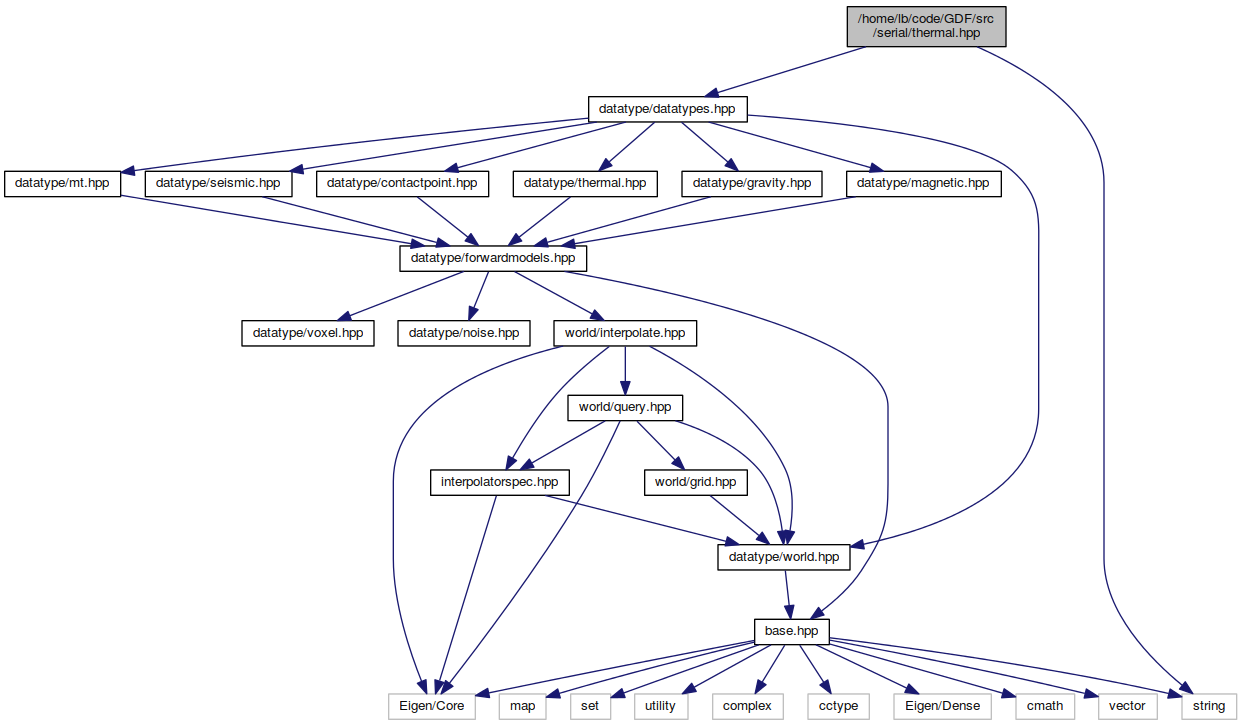 /home/lb/code/GDF/src
/serial/thermal.hpp
datatype/datatypes.hpp
datatype/mt.hpp
datatype/seismic.hpp
datatype/contactpoint.hpp
datatype/thermal.hpp
datatype/gravity.hpp
datatype/magnetic.hpp
datatype/forwardmodels.hpp
datatype/voxel.hpp
datatype/noise.hpp
world/interpolate.hpp
world/query.hpp
interpolatorspec.hpp
world/grid.hpp
datatype/world.hpp
base.hpp
Eigen/Core
map
set
utility
complex
cctype
Eigen/Dense
cmath
vector
string